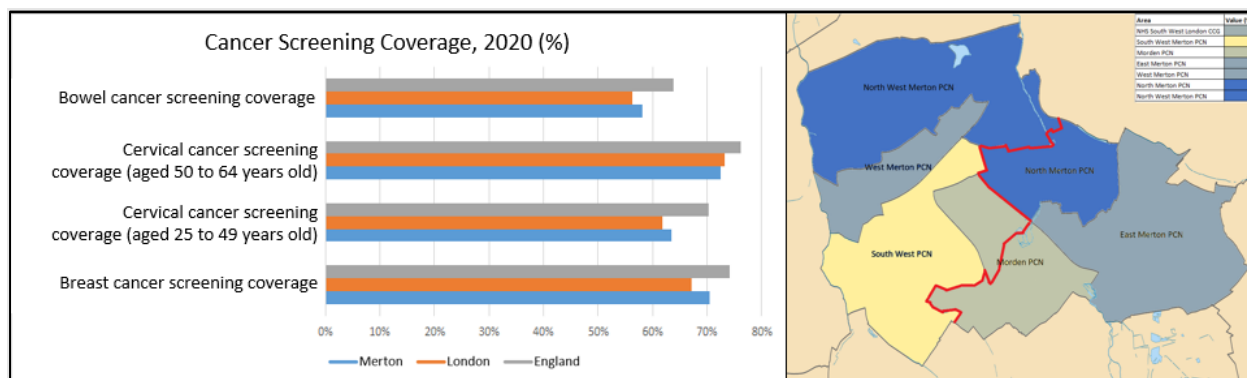 Cancer Screening Coverage, 2020 (%)
Bowel cancer screening coverage
Cervical cancer screening
coverage (aged 50 to 64 years old)
Cervical cancer screening
coverage (aged 25 to 49 years old)
Breast cancer screening coverage
0% 10% 20% 30% 40% 50% 60% 70% 80%
Merton London England
Area Value (
NHS South West London CCG
South West Merton PCN
Morden PCN
East Merton PCN
West Merton PCN
North Merton PCN
North West Merton PCN
North West Merton PCN
West Merton PCN
North Merton PCN
East Merton PCN
South West PCN
Morden PCN